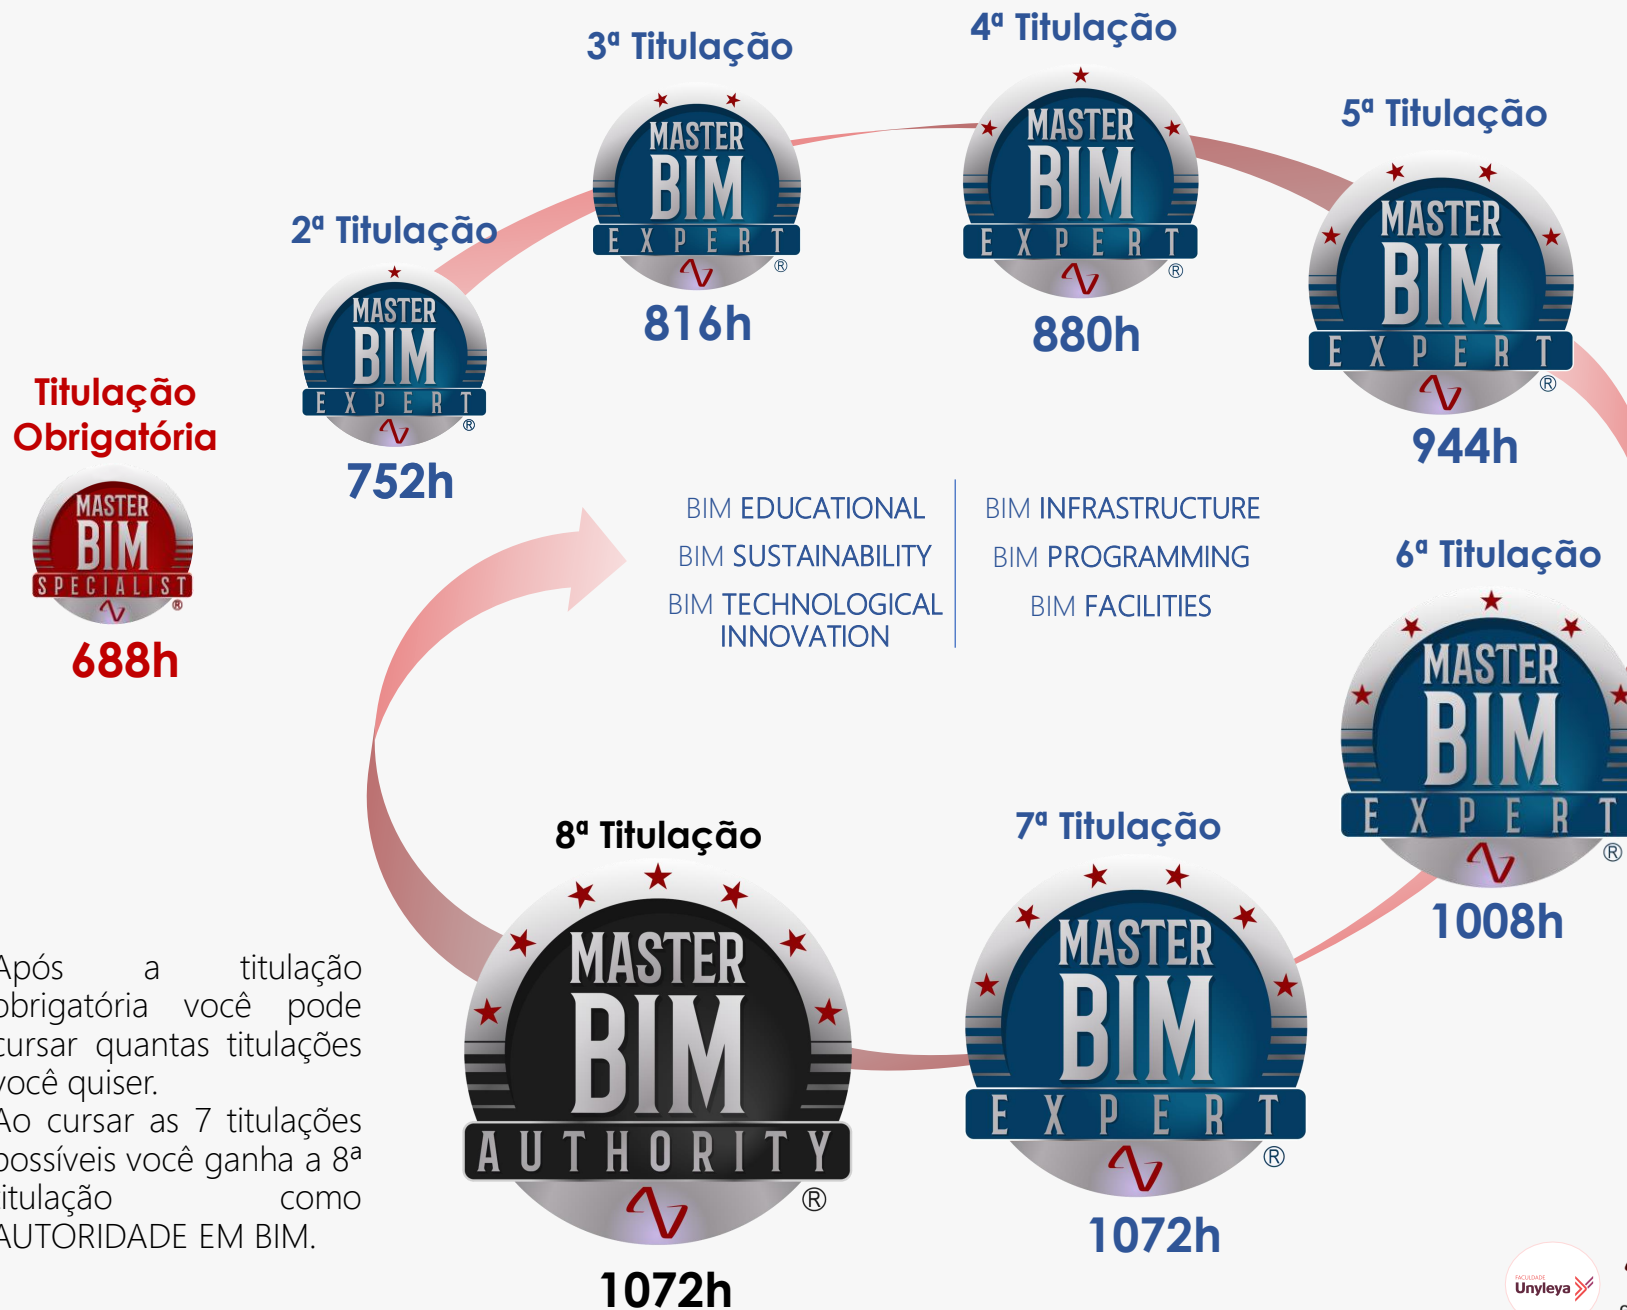 Titulação
Obrigatória
MASTER
BIM
SPECIALIST
®
688h
2ª Titulação
MASTER
BIM
EXPERT
®
752h
3ª Titulação
MASTER
BIM
EXPERT
®
816h
4ª Titulação
MASTER
BIM
EXPERT
®
880h
5ª Titulação
MASTER
BIM
EXPERT
®
944h
BIM EDUCATIONAL
BIM SUSTAINABILITY
BIM TECHNOLOGICAL
INNOVATION
BIM INFRASTRUCTURE
BIM PROGRAMMING
BIM FACILITIES
6ª Titulação
MASTER
BIM
EXPERT
®
1008h
7ª Titulação
MASTER
BIM
EXPERT
®
1072h
8ª Titulação
MASTER
BIM
AUTHORITY
®
1072h
Após a titulação
obrigatória você pode
cursar quantas titulações
você quiser.
Ao cursar as 7 titulações
possíveis você ganha a 8ª
titulação como
AUTORIDADE EM BIM.
FACULDADE
Unyleya